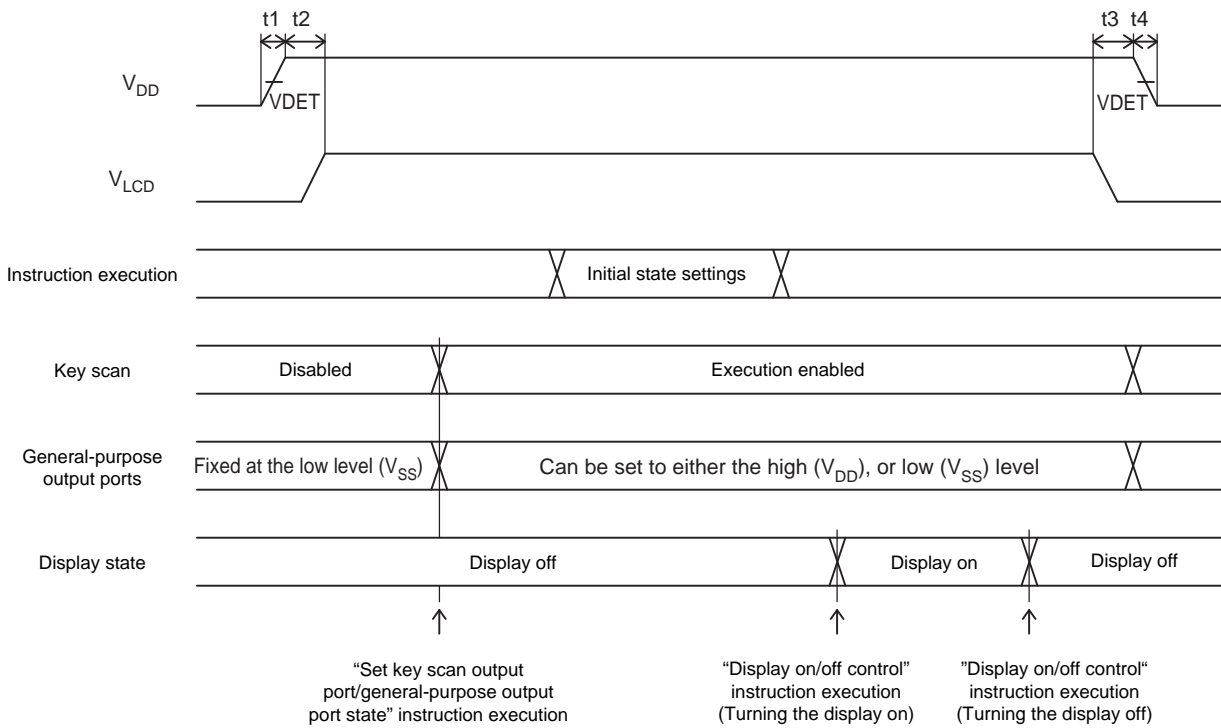 t1 t2 t3 t4
VDD
VDET VDET
VLCD
Instruction execution
Initial state settings
Key scan
Disabled
Execution enabled
General-purpose
output ports
Fixed at the low level (VSS)
Can be set to either the high (VDD), or low (VSS) level
Display state
Display off
Display on
Display off
“Set key scan output
port/general-purpose output
port state” instruction execution
“Display on/off control”
instruction execution
(Turning the display on)
”Display on/off control“
instruction execution
(Turning the display off)